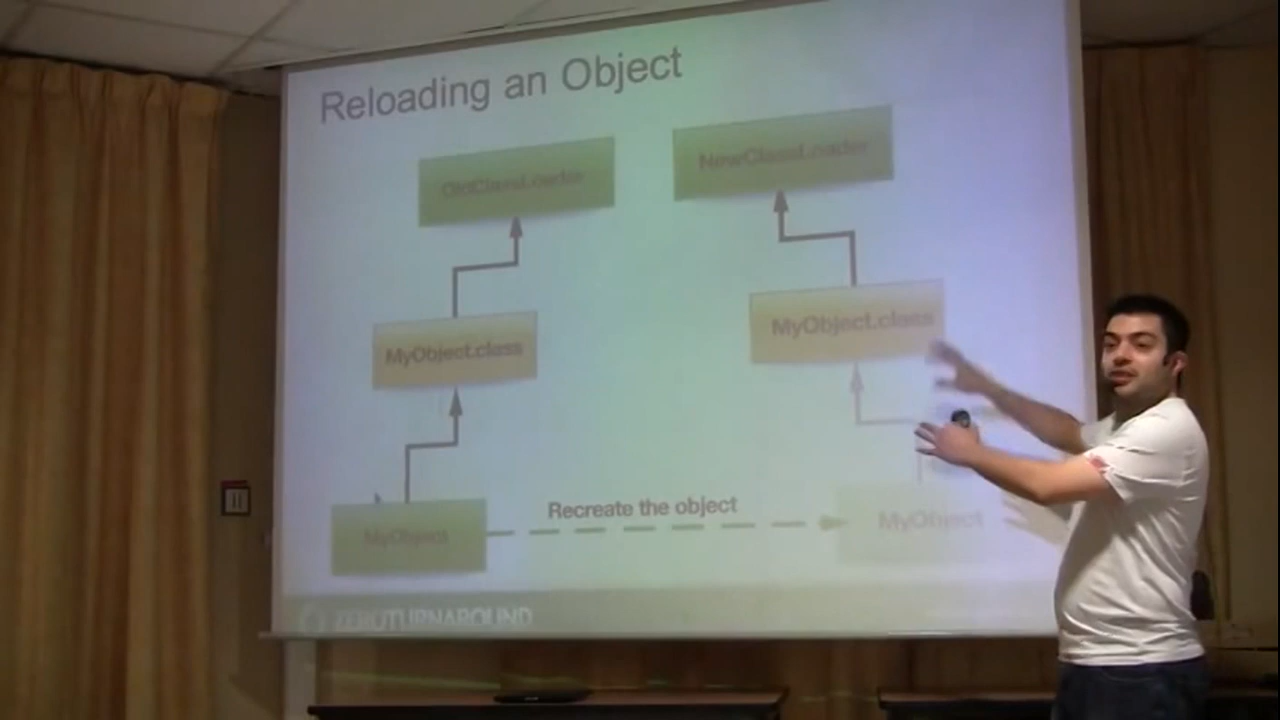 Reloading an Object
OldClassLoader
NewClassLoader
MyObject.class
MyObject.class
MyObject
Recreate the object
MyObject
ZEROTURNAROUND